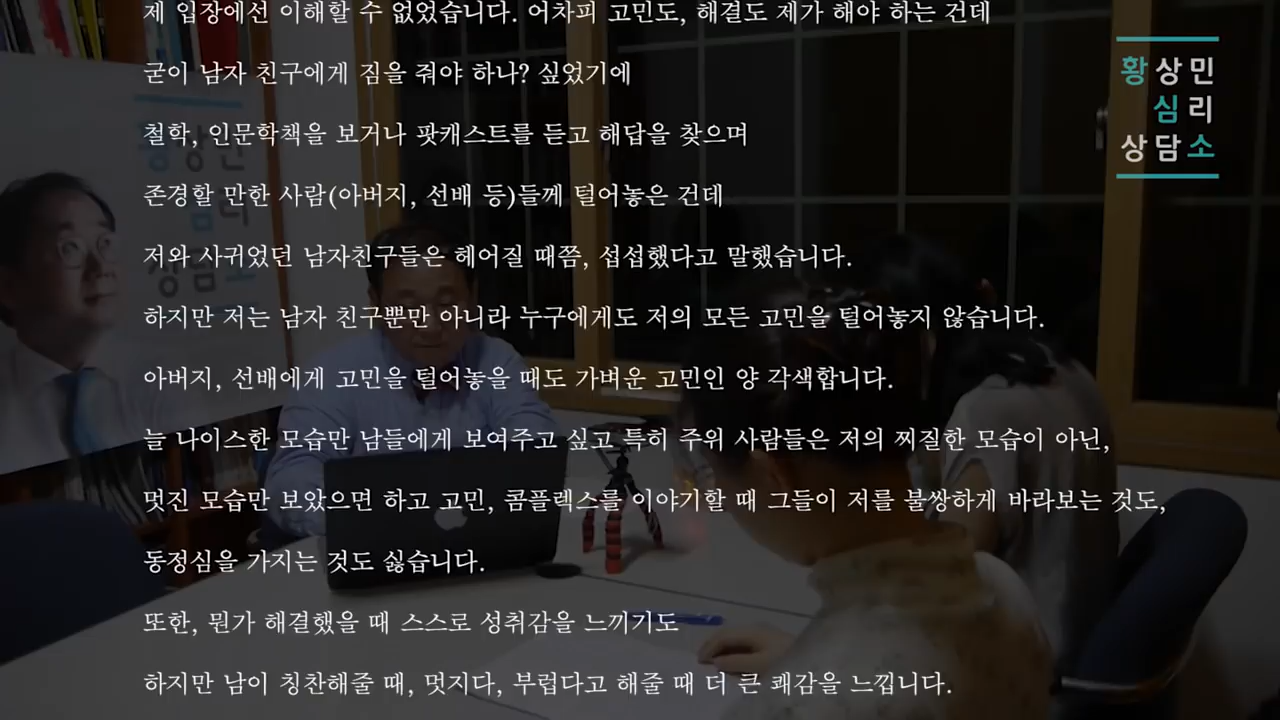 제 입장에선 이해할 수 없었습니다. 어차피 고민도, 해결도 제가 해야 하는 건데
굳이 남자 친구에게 짐을 줘야 하나? 싶었기에
철학, 인문학책을 보거나 팟캐스트를 듣고 해답을 찾으며
존경할 만한 사람(아버지, 선배 등)들께 털어놓은 건데
저와 사귀었던 남자친구들은 헤어질 때쯤, 섭섭했다고 말했습니다.
하지만 저는 남자 친구뿐만 아니라 누구에게도 저의 모든 고민을 털어놓지 않습니다.
아버지, 선배에게 고민을 털어놓을 때도 가벼운 고민인 양 각색합니다.
늘 나이스한 모습만 남들에게 보여주고 싶고 특히 주위 사람들은 저의 찌질한 모습이 아닌,
멋진 모습만 보았으면 하고 고민, 콤플렉스를 이야기할 때 그들이 저를 불쌍하게 바라보는 것도,
동정심을 가지는 것도 싫습니다.
또한, 뭔가 해결했을 때 스스로 성취감을 느끼기도
하지만 남이 칭찬해줄 때, 멋지다, 부럽다고 해줄 때 더 큰 쾌감을 느낍니다.
황상민
심리
상담소